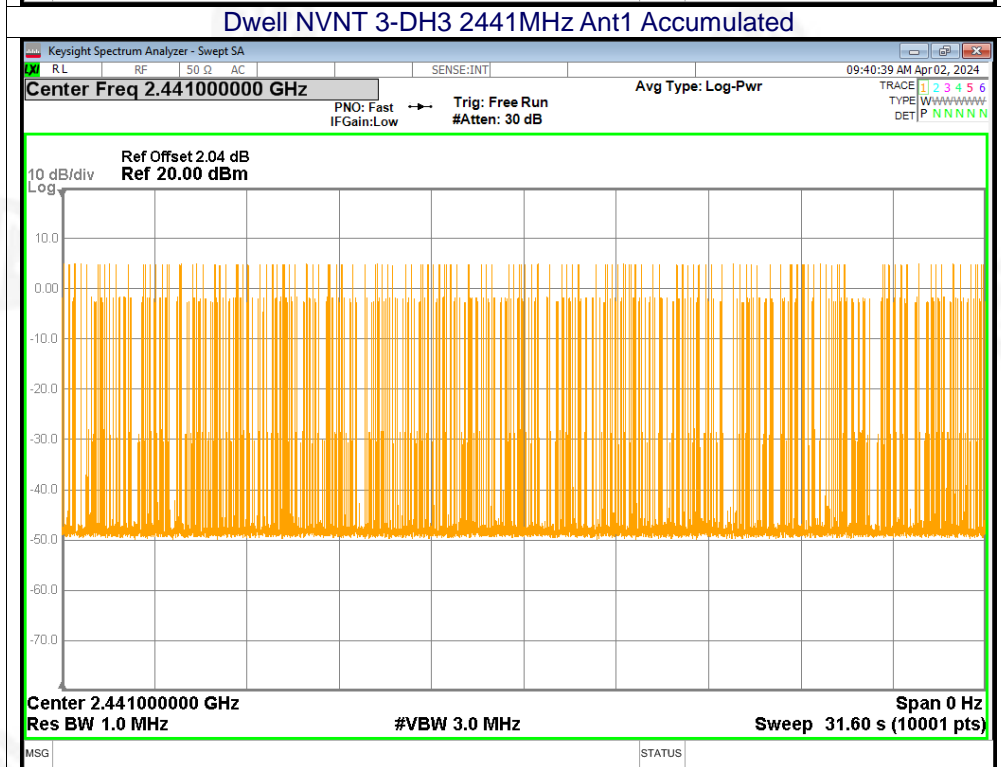 Dwell NVNT 3-DH3 2441MHz Ant1 Accumulated
Keysight Spectrum Analyzer - Swept SA
LXI RL RF 50 Ω AC SENSE:INT 09:40:39 AM Apr 02, 2024
Center Freq 2.441000000 GHz Avg Type: Log-Pwr TRACE 1 2 3 4 5 6
PNO: Fast Trig: Free Run TYPE WWWWWWW
IFGain:Low #Atten: 30 dB DET P N N N N N
Ref Offset 2.04 dB
10 dB/div Ref 20.00 dBm
Log
10.0
0.00
-10.0
-20.0
-30.0
-40.0
-50.0
-60.0
-70.0
Center 2.441000000 GHz Span 0 Hz
Res BW 1.0 MHz #VBW 3.0 MHz Sweep 31.60 s (10001 pts)
MSG STATUS